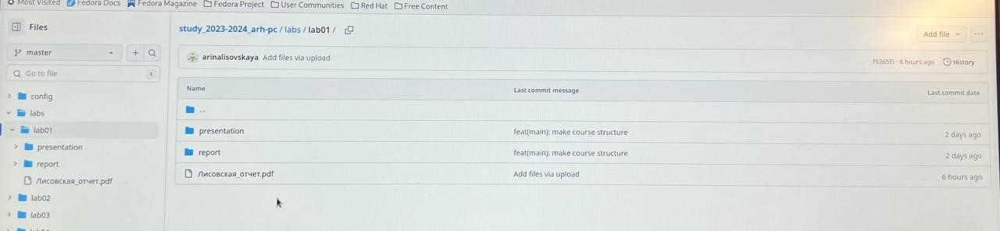 Most Visited Fedora Docs Fedora Magazine Fedora Project User Communities Red Hat Free Content
Files
study_2023-2024_arh-pc / labs / lab01 /
Add file
master
arinalisovskaya Add files via upload
f9365f5 · 6 hours ago History
Go to file t
Name Last commit message Last commit date
config
..
labs
lab01
presentation feat(main): make course structure 2 days ago
presentation
report feat(main): make course structure 2 days ago
report
Лисовская_отчет.pdf Add files via upload 6 hours ago
Лисовская_отчет.pdf
lab02
lab03